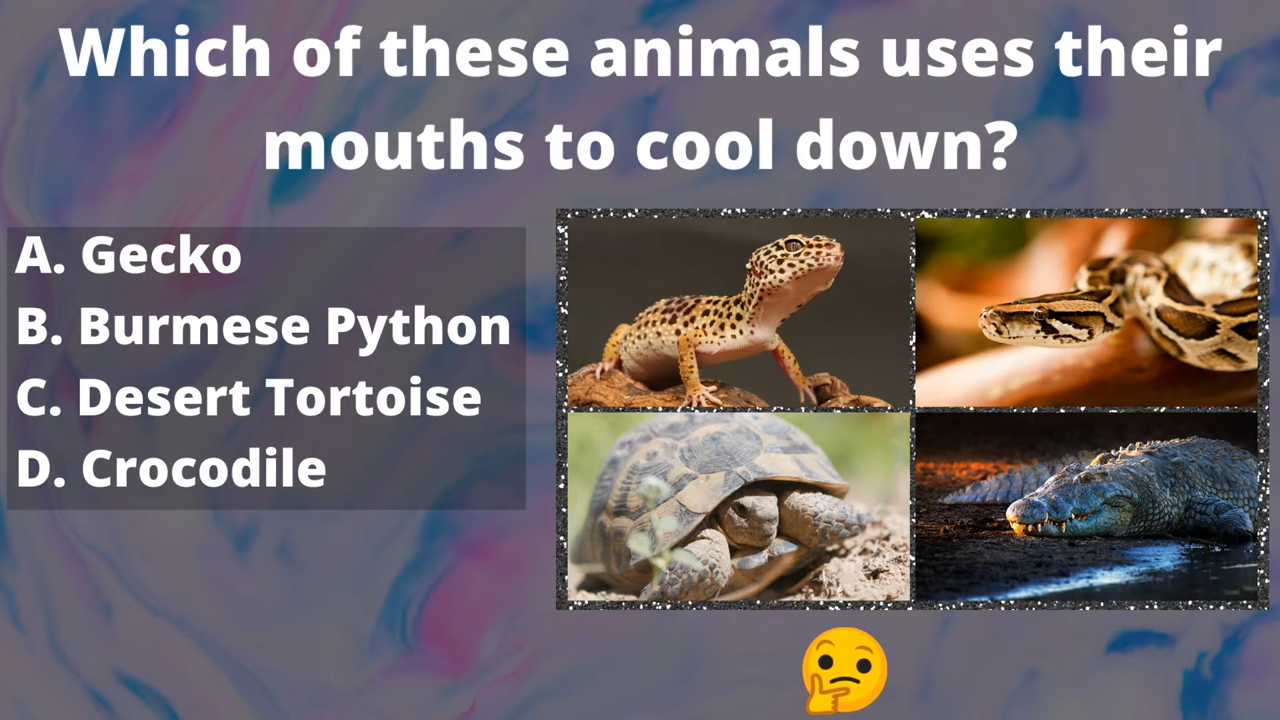 Which of these animals uses their
mouths to cool down?
A. Gecko
B. Burmese Python
C. Desert Tortoise
D. Crocodile